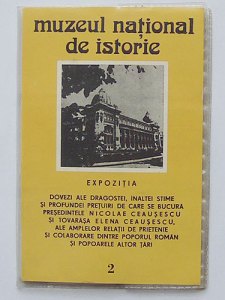 muzeul național
de istorie
EXPOZIȚIA
DOVEZI ALE DRAGOSTEI, ÎNALTEI STIME
ȘI PROFUNDEI PREȚUIRI DE CARE SE BUCURĂ
PREȘEDINTELE NICOLAE CEAUȘESCU
ȘI TOVARĂȘA ELENA CEAUȘESCU,
ALE AMPLELOR RELAȚII DE PRIETENIE
ȘI COLABORARE DINTRE POPORUL ROMÂN
ȘI POPOARELE ALTOR ȚĂRI
2